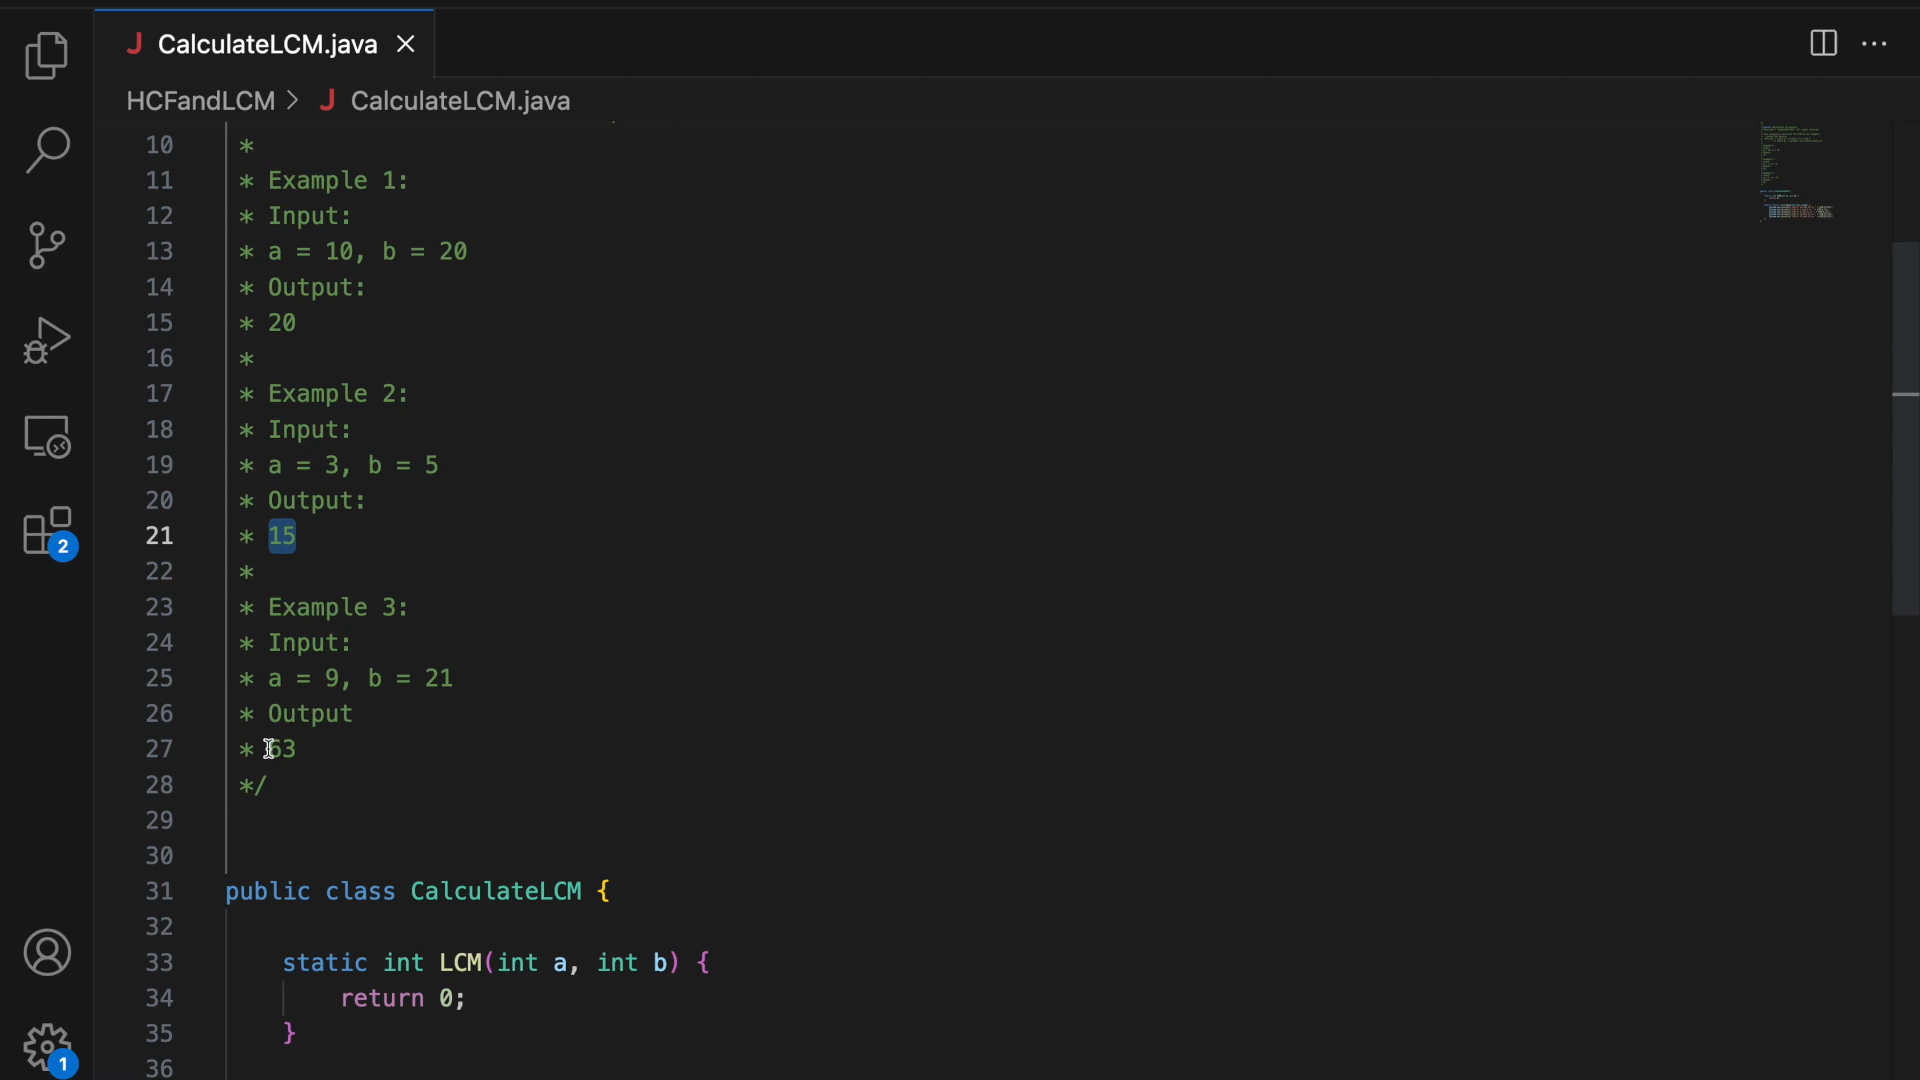 J CalculateLCM.java
HCFandLCM > J CalculateLCM.java
10 *
11 * Example 1:
12 * Input:
13 * a = 10, b = 20
14 * Output:
15 * 20
16 *
17 * Example 2:
18 * Input:
19 * a = 3, b = 5
20 * Output:
21 * 15
22 *
23 * Example 3:
24 * Input:
25 * a = 9, b = 21
26 * Output
27 * 63
28 */
29
30
31 public class CalculateLCM {
32
33 static int LCM(int a, int b) {
34 return 0;
35 }
36
2
1